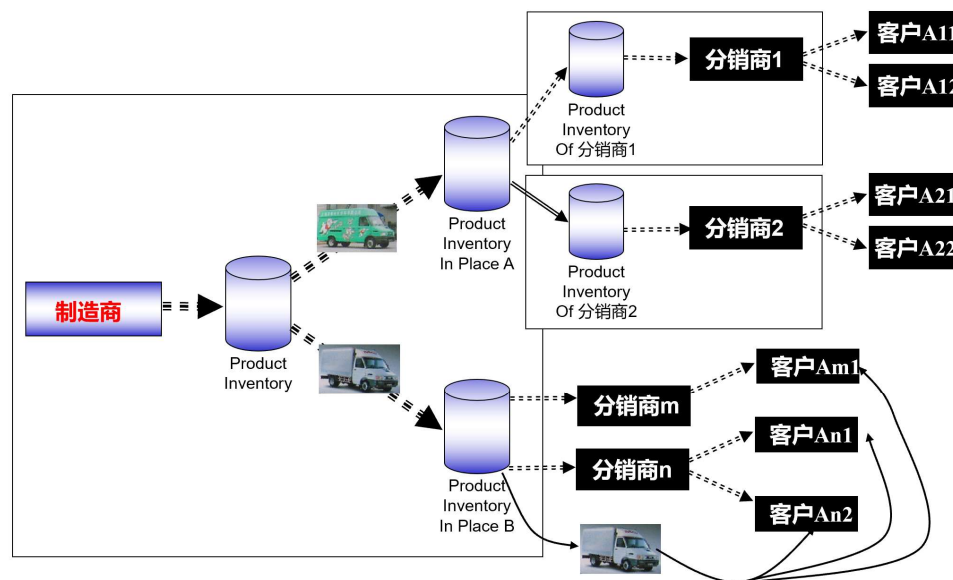 制造商
Product
Inventory
Product
Inventory
In Place A
Product
Inventory
In Place B
Product
Inventory
Of 分销商1
Product
Inventory
Of 分销商2
分销商1
分销商2
分销商m
分销商n
客户A11
客户A12
客户A21
客户A22
客户Am1
客户An1
客户An2